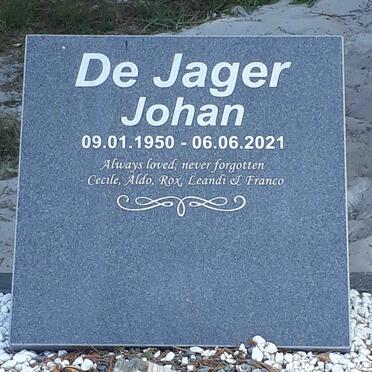 De Jager
Johan
09.01.1950 - 06.06.2021
Always loved, never forgotten
- Cecile, Aldo, Rox, Leandi & Franco